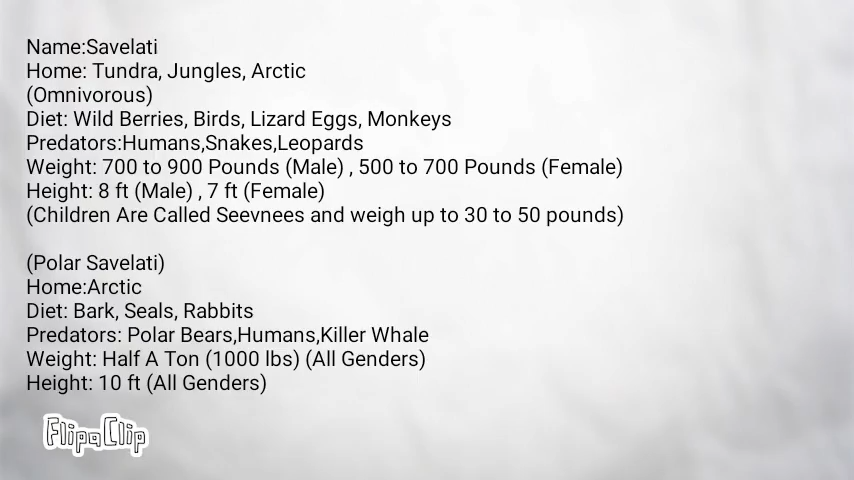 Name:Savelati
Home: Tundra, Jungles, Arctic
(Omnivorous)
Diet: Wild Berries, Birds, Lizard Eggs, Monkeys
Predators:Humans,Snakes,Leopards
Weight: 700 to 900 Pounds (Male) , 500 to 700 Pounds (Female)
Height: 8 ft (Male) , 7 ft (Female)
(Children Are Called Seevnees and weigh up to 30 to 50 pounds)
(Polar Savelati)
Home:Arctic
Diet: Bark, Seals, Rabbits
Predators: Polar Bears,Humans,Killer Whale
Weight: Half A Ton (1000 lbs) (All Genders)
Height: 10 ft (All Genders)
FlipaClip